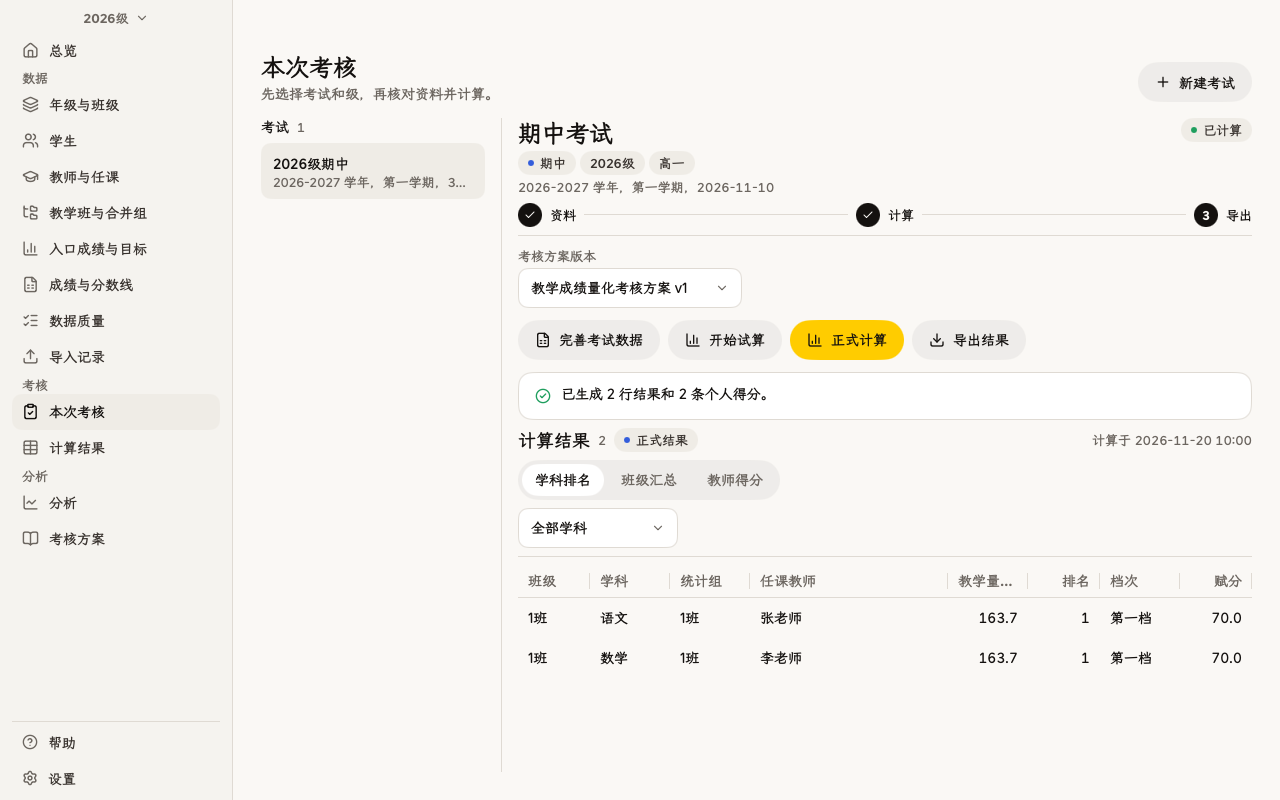 2026级
总览
数据
年级与班级
学生
教师与任课
教学班与合并组
入口成绩与目标
成绩与分数线
数据质量
导入记录
考核
本次考核
计算结果
分析
分析
考核方案
帮助
设置
本次考核
先选择考试和级，再核对资料并计算。
新建考试
考试 1
2026级期中
2026-2027 学年，第一学期，3...
期中考试
已计算
期中 2026级 高一
2026-2027 学年，第一学期，2026-11-10
资料 计算 3 导出
考核方案版本
教学成绩量化考核方案 v1
完善考试数据 开始试算 正式计算 导出结果
已生成 2 行结果和 2 条个人得分。
计算结果 2 正式结果 计算于 2026-11-20 10:00
学科排名 班级汇总 教师得分
全部学科
班级 学科 统计组 任课教师 教学量... 排名 档次 赋分
1班 语文 1班 张老师 163.7 1 第一档 70.0
1班 数学 1班 李老师 163.7 1 第一档 70.0